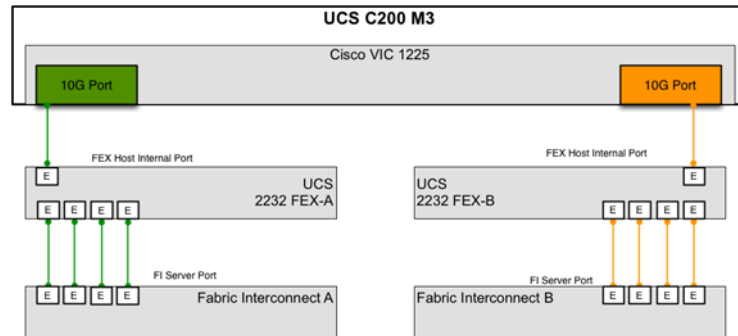 UCS C200 M3
Cisco VIC 1225
10G Port
10G Port
FEX Host Internal Port
FEX Host Internal Port
E
E
UCS
2232 FEX-A
UCS
2232 FEX-B
E E E E
E E E E
FI Server Port
FI Server Port
E E E E
Fabric Interconnect A
Fabric Interconnect B
E E E E